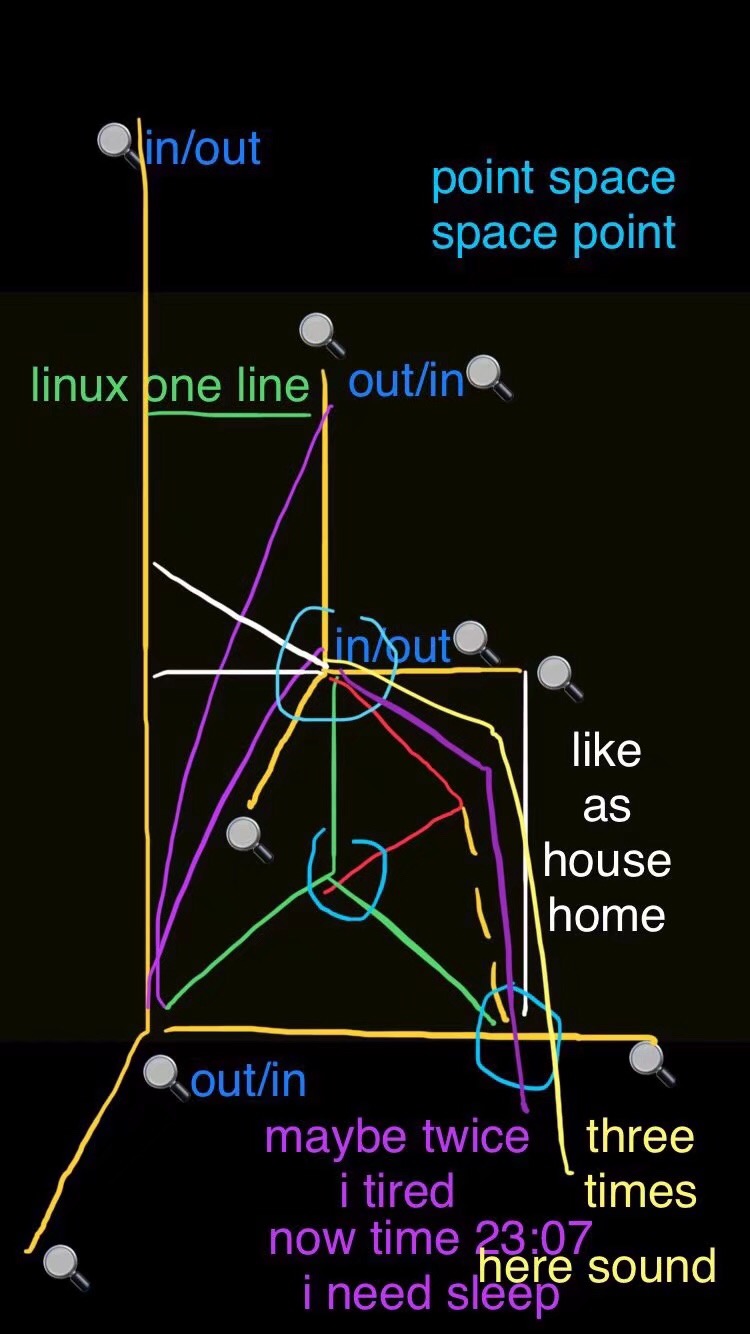 in/out
point space
space point
linux one line
out/in
in/out
like
as
house
home
out/in
maybe twice
i tired
now time 23:07
i need sleep
three
times
here sound